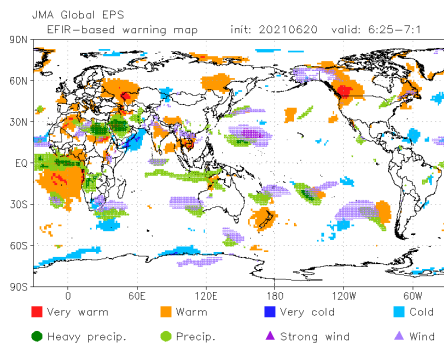 JMA Global EPS
EFIR-based warning map init: 20210620 valid: 6:25-7:1
90N
60N
30N
EQ
30S
60S
90S
0 60E 120E 180 120W 60W
Very warm Warm Very cold Cold
Heavy precip. Precip. Strong wind Wind